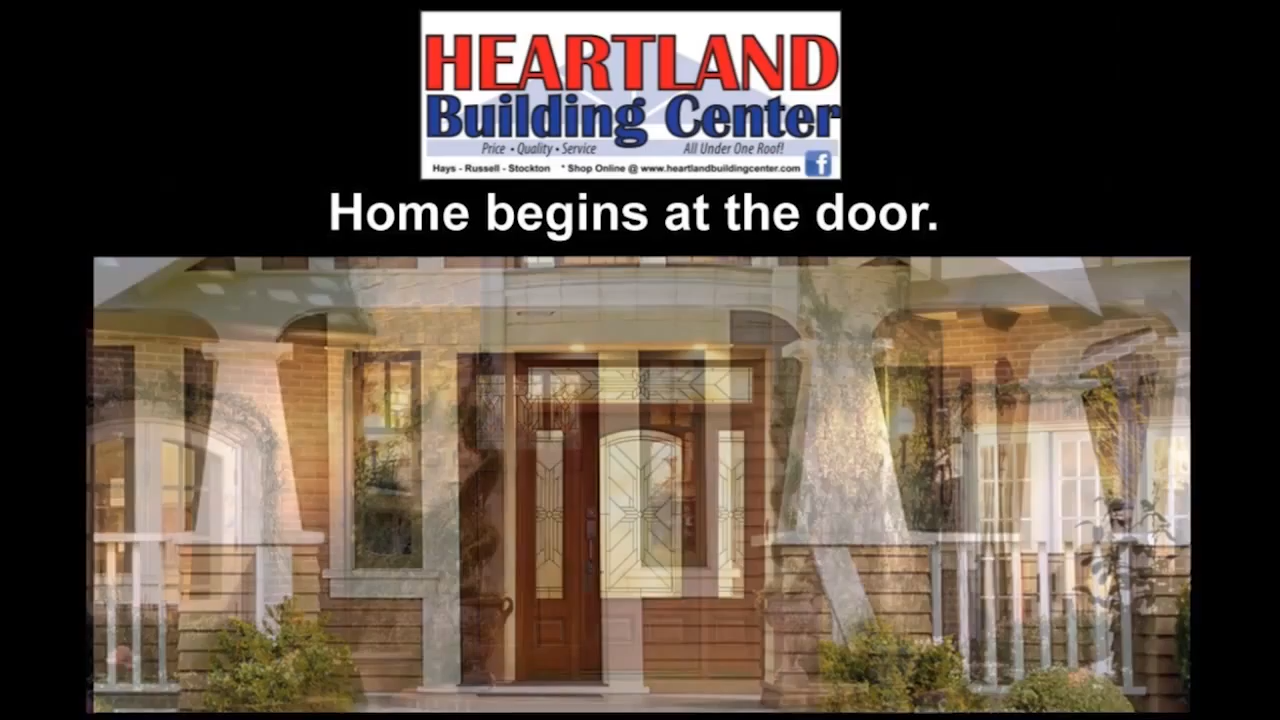 HEARTLAND
Building Center
Price • Quality • Service All Under One Roof!
Hays - Russell - Stockton * Shop Online @ www.heartlandbuildingcenter.com f
Home begins at the door.